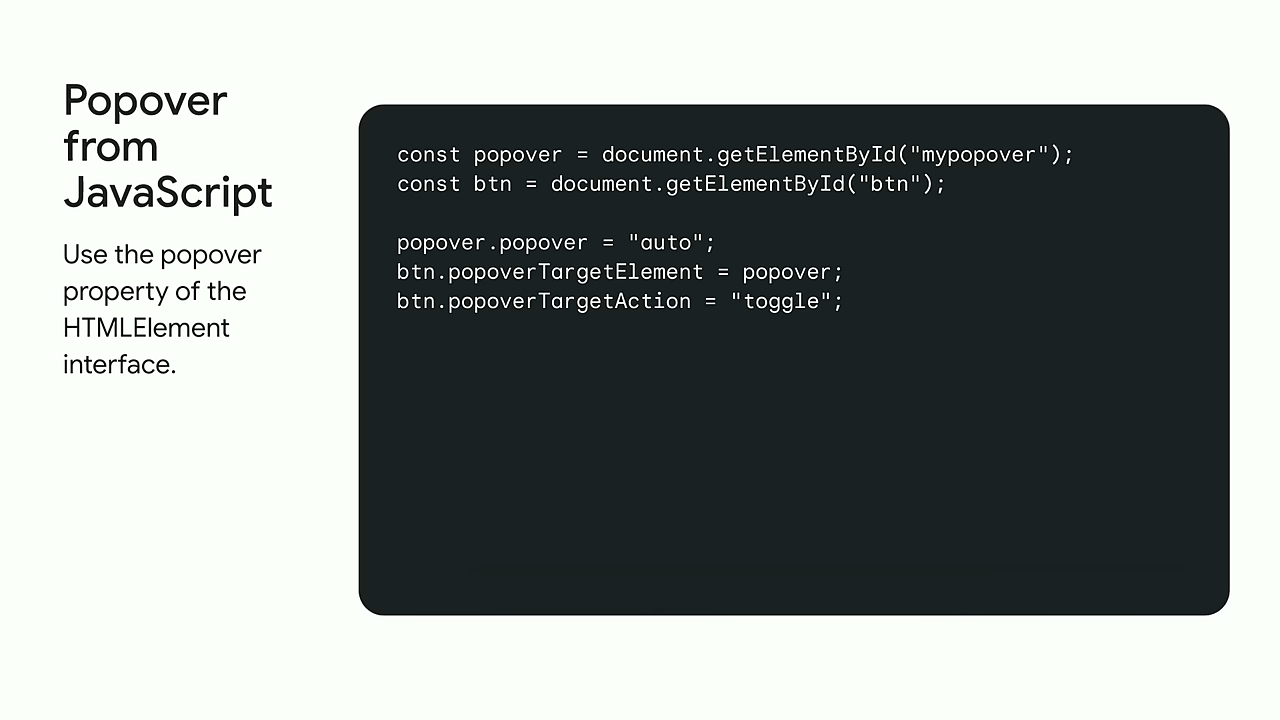 Popover
from
JavaScript
Use the popover
property of the
HTMLElement
interface.
const popover = document.getElementById("mypopover");
const btn = document.getElementById("btn");
popover.popover = "auto";
btn.popoverTargetElement = popover;
btn.popoverTargetAction = "toggle";